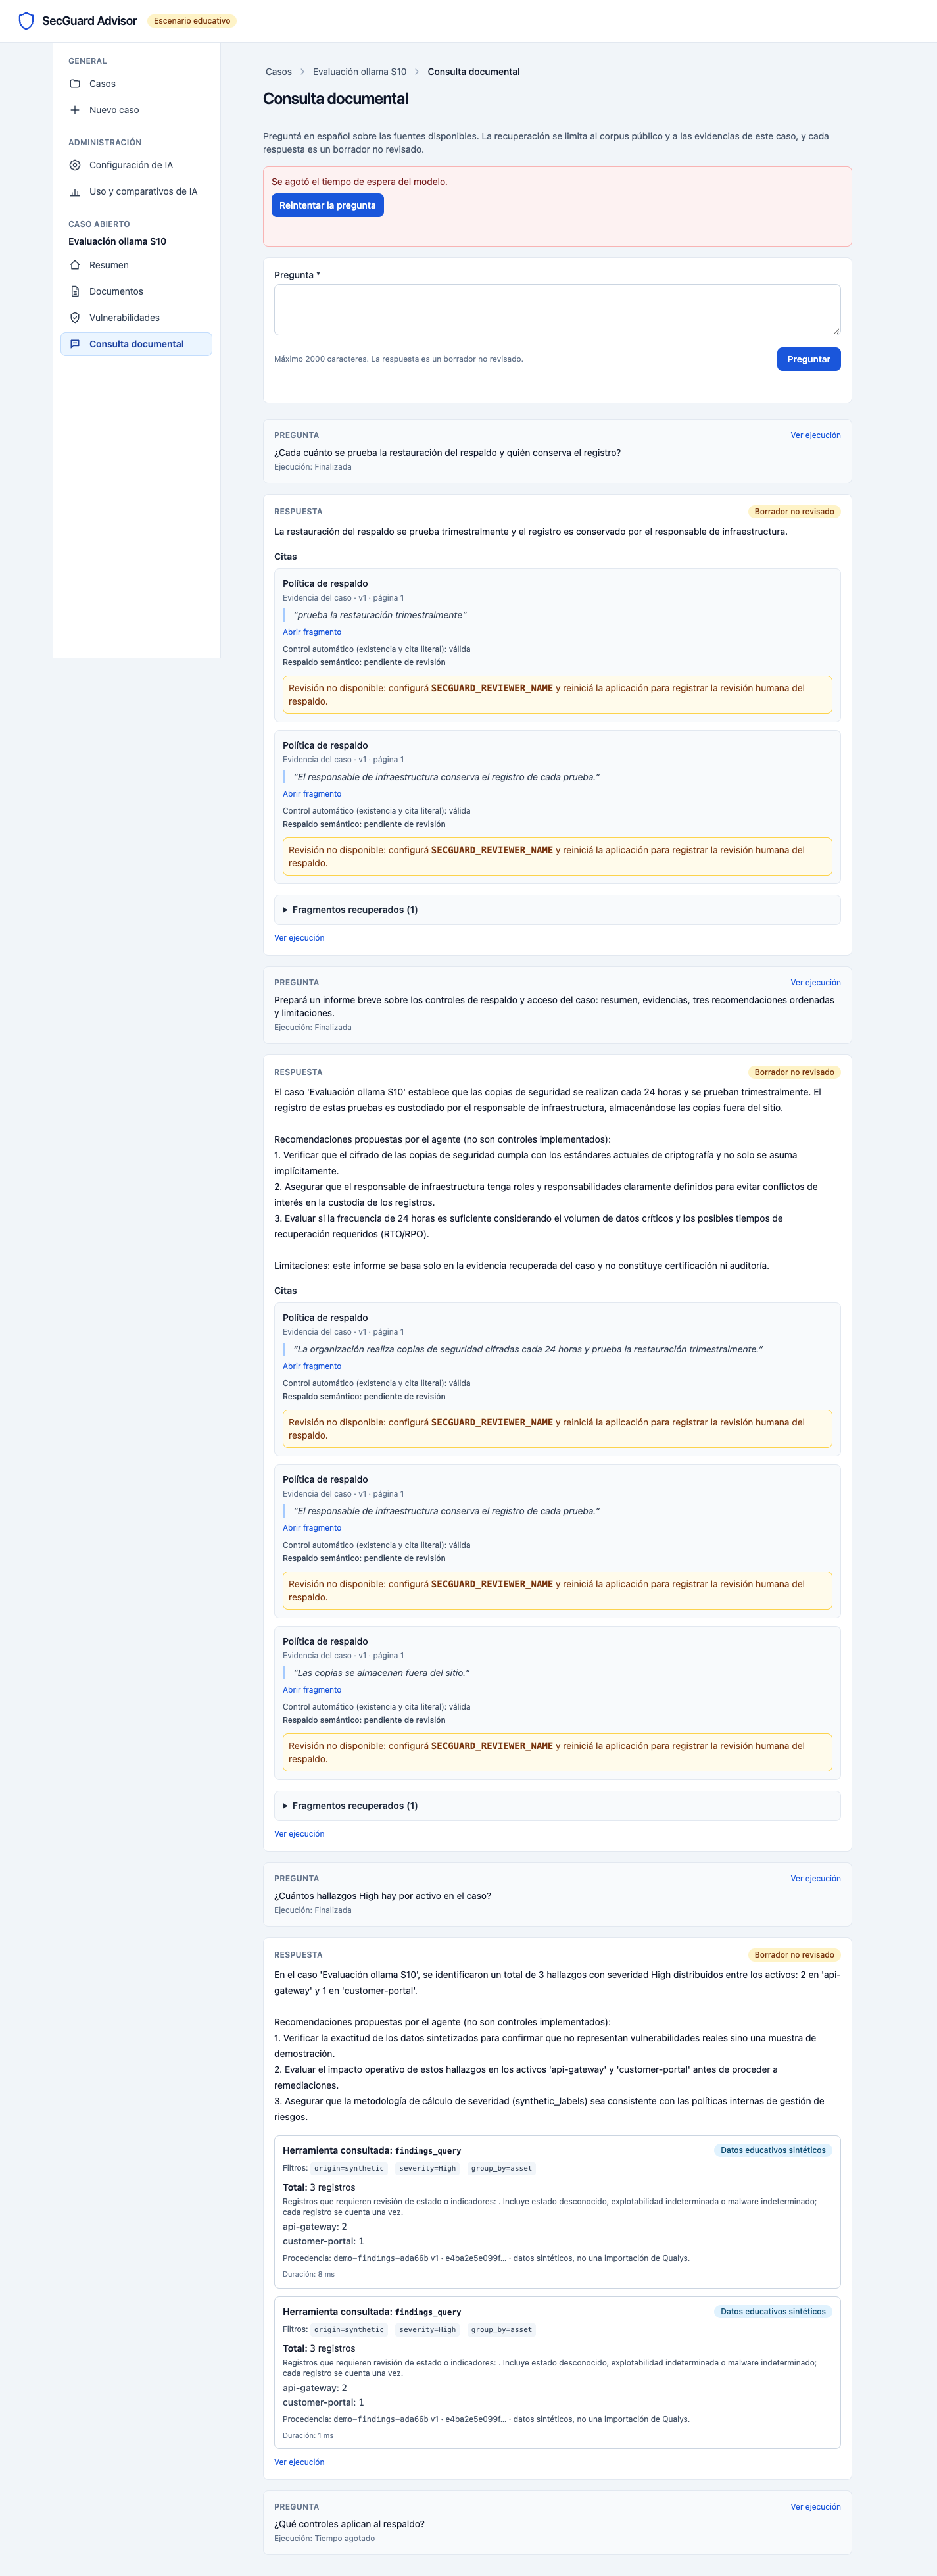 SecGuard Advisor
Escenario educativo
GENERAL
Casos
Nuevo caso
ADMINISTRACIÓN
Configuración de IA
Uso y comparativos de IA
CASO ABIERTO
Evaluación ollama S10
Resumen
Documentos
Vulnerabilidades
Consulta documental
Casos > Evaluación ollama S10 > Consulta documental
Consulta documental
Preguntá en español sobre las fuentes disponibles. La recuperación se limita al corpus público y a las evidencias de este caso, y cada
respuesta es un borrador no revisado.
Se agotó el tiempo de espera del modelo.
Reintentar la pregunta
Pregunta *
Máximo 2000 caracteres. La respuesta es un borrador no revisado.
Preguntar
PREGUNTA
Ver ejecución
¿Cada cuánto se prueba la restauración del respaldo y quién conserva el registro?
Ejecución: Finalizada
RESPUESTA
Borrador no revisado
La restauración del respaldo se prueba trimestralmente y el registro es conservado por el responsable de infraestructura.
Citas
Política de respaldo
Evidencia del caso · v1 · página 1
“prueba la restauración trimestralmente”
Abrir fragmento
Control automático (existencia y cita literal): válida
Respaldo semántico: pendiente de revisión
Revisión no disponible: configurá SECGUARD_REVIEWER_NAME y reiniciá la aplicación para registrar la revisión humana del
respaldo.
Política de respaldo
Evidencia del caso · v1 · página 1
“El responsable de infraestructura conserva el registro de cada prueba.”
Abrir fragmento
Control automático (existencia y cita literal): válida
Respaldo semántico: pendiente de revisión
Revisión no disponible: configurá SECGUARD_REVIEWER_NAME y reiniciá la aplicación para registrar la revisión humana del
respaldo.
▶ Fragmentos recuperados (1)
Ver ejecución
PREGUNTA
Ver ejecución
Prepará un informe breve sobre los controles de respaldo y acceso del caso: resumen, evidencias, tres recomendaciones ordenadas
y limitaciones.
Ejecución: Finalizada
RESPUESTA
Borrador no revisado
El caso 'Evaluación ollama S10' establece que las copias de seguridad se realizan cada 24 horas y se prueban trimestralmente. El
registro de estas pruebas es custodiado por el responsable de infraestructura, almacenándose las copias fuera del sitio.
Recomendaciones propuestas por el agente (no son controles implementados):
1. Verificar que el cifrado de las copias de seguridad cumpla con los estándares actuales de criptografía y no solo se asuma
implícitamente.
2. Asegurar que el responsable de infraestructura tenga roles y responsabilidades claramente definidos para evitar conflictos de
interés en la custodia de los registros.
3. Evaluar si la frecuencia de 24 horas es suficiente considerando el volumen de datos críticos y los posibles tiempos de
recuperación requeridos (RTO/RPO).
Limitaciones: este informe se basa solo en la evidencia recuperada del caso y no constituye certificación ni auditoría.
Citas
Política de respaldo
Evidencia del caso · v1 · página 1
“La organización realiza copias de seguridad cifradas cada 24 horas y prueba la restauración trimestralmente.”
Abrir fragmento
Control automático (existencia y cita literal): válida
Respaldo semántico: pendiente de revisión
Revisión no disponible: configurá SECGUARD_REVIEWER_NAME y reiniciá la aplicación para registrar la revisión humana del
respaldo.
Política de respaldo
Evidencia del caso · v1 · página 1
“El responsable de infraestructura conserva el registro de cada prueba.”
Abrir fragmento
Control automático (existencia y cita literal): válida
Respaldo semántico: pendiente de revisión
Revisión no disponible: configurá SECGUARD_REVIEWER_NAME y reiniciá la aplicación para registrar la revisión humana del
respaldo.
Política de respaldo
Evidencia del caso · v1 · página 1
“Las copias se almacenan fuera del sitio.”
Abrir fragmento
Control automático (existencia y cita literal): válida
Respaldo semántico: pendiente de revisión
Revisión no disponible: configurá SECGUARD_REVIEWER_NAME y reiniciá la aplicación para registrar la revisión humana del
respaldo.
▶ Fragmentos recuperados (1)
Ver ejecución
PREGUNTA
Ver ejecución
¿Cuántos hallazgos High hay por activo en el caso?
Ejecución: Finalizada
RESPUESTA
Borrador no revisado
En el caso 'Evaluación ollama S10', se identificaron un total de 3 hallazgos con severidad High distribuidos entre los activos: 2 en 'api-
gateway' y 1 en 'customer-portal'.
Recomendaciones propuestas por el agente (no son controles implementados):
1. Verificar la exactitud de los datos sintetizados para confirmar que no representan vulnerabilidades reales sino una muestra de
demostración.
2. Evaluar el impacto operativo de estos hallazgos en los activos 'api-gateway' y 'customer-portal' antes de proceder a
remediaciones.
3. Asegurar que la metodología de cálculo de severidad (synthetic_labels) sea consistente con las políticas internas de gestión de
riesgos.
Herramienta consultada: findings_query
Datos educativos sintéticos
Filtros: origin=synthetic severity=High group_by=asset
Total: 3 registros
Registros que requieren revisión de estado o indicadores: . Incluye estado desconocido, explotabilidad indeterminada o malware indeterminado;
cada registro se cuenta una vez.
api-gateway: 2
customer-portal: 1
Procedencia: demo-findings-ada66b v1 · e4ba2e5e099f… · datos sintéticos, no una importación de Qualys.
Duración: 8 ms
Herramienta consultada: findings_query
Datos educativos sintéticos
Filtros: origin=synthetic severity=High group_by=asset
Total: 3 registros
Registros que requieren revisión de estado o indicadores: . Incluye estado desconocido, explotabilidad indeterminada o malware indeterminado;
cada registro se cuenta una vez.
api-gateway: 2
customer-portal: 1
Procedencia: demo-findings-ada66b v1 · e4ba2e5e099f… · datos sintéticos, no una importación de Qualys.
Duración: 1 ms
Ver ejecución
PREGUNTA
Ver ejecución
¿Qué controles aplican al respaldo?
Ejecución: Tiempo agotado